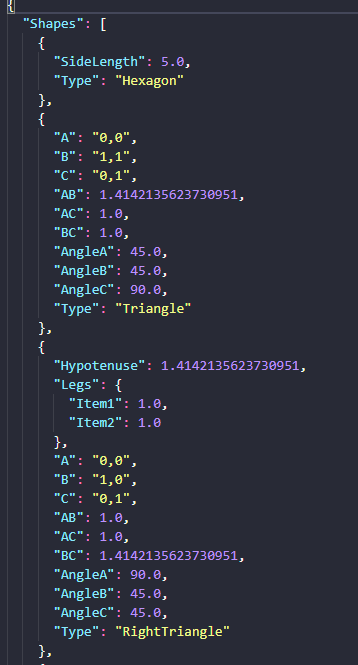 {
"Shapes": [
{
"SideLength": 5.0,
"Type": "Hexagon"
},
{
"A": "0,0",
"B": "1,1",
"C": "0,1",
"AB": 1.4142135623730951,
"AC": 1.0,
"BC": 1.0,
"AngleA": 45.0,
"AngleB": 45.0,
"AngleC": 90.0,
"Type": "Triangle"
},
{
"Hypotenuse": 1.4142135623730951,
"Legs": {
"Item1": 1.0,
"Item2": 1.0
},
"A": "0,0",
"B": "1,0",
"C": "0,1",
"AB": 1.0,
"AC": 1.0,
"BC": 1.4142135623730951,
"AngleA": 90.0,
"AngleB": 45.0,
"AngleC": 45.0,
"Type": "RightTriangle"
},